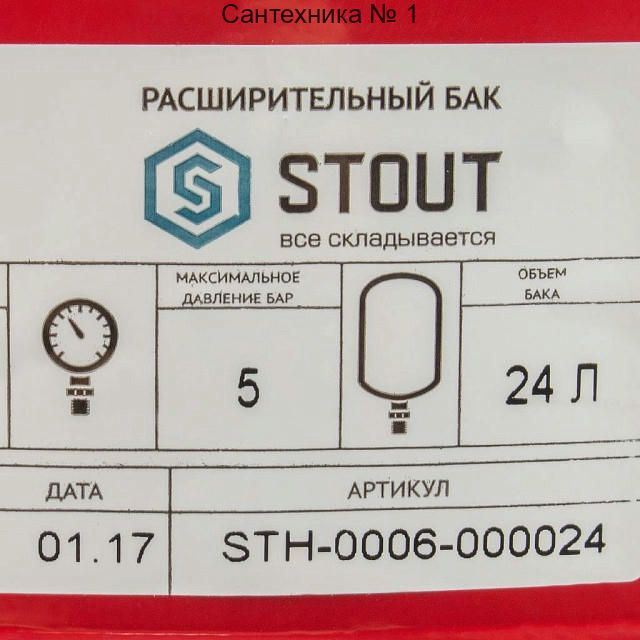 Сантехника № 1
РАСШИРИТЕЛЬНЫЙ БАК
STOUT
все складывается
МАКСИМАЛЬНОЕ
ДАВЛЕНИЕ БАР
ОБЪЕМ
БАКА
5
24 Л
ДАТА
АРТИКУЛ
01.17
STH-0006-000024